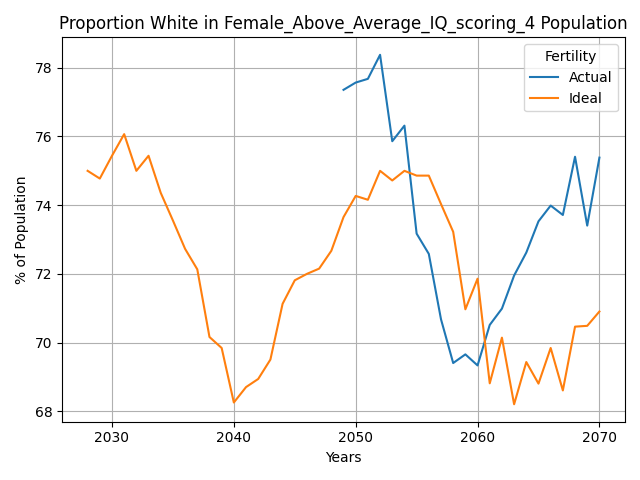 Proportion White in Female_Above_Average_IQ_scoring_4 Population
Fertility
Actual
Ideal
% of Population
78
76
74
72
70
68
2030
2040
2050
2060
2070
Years